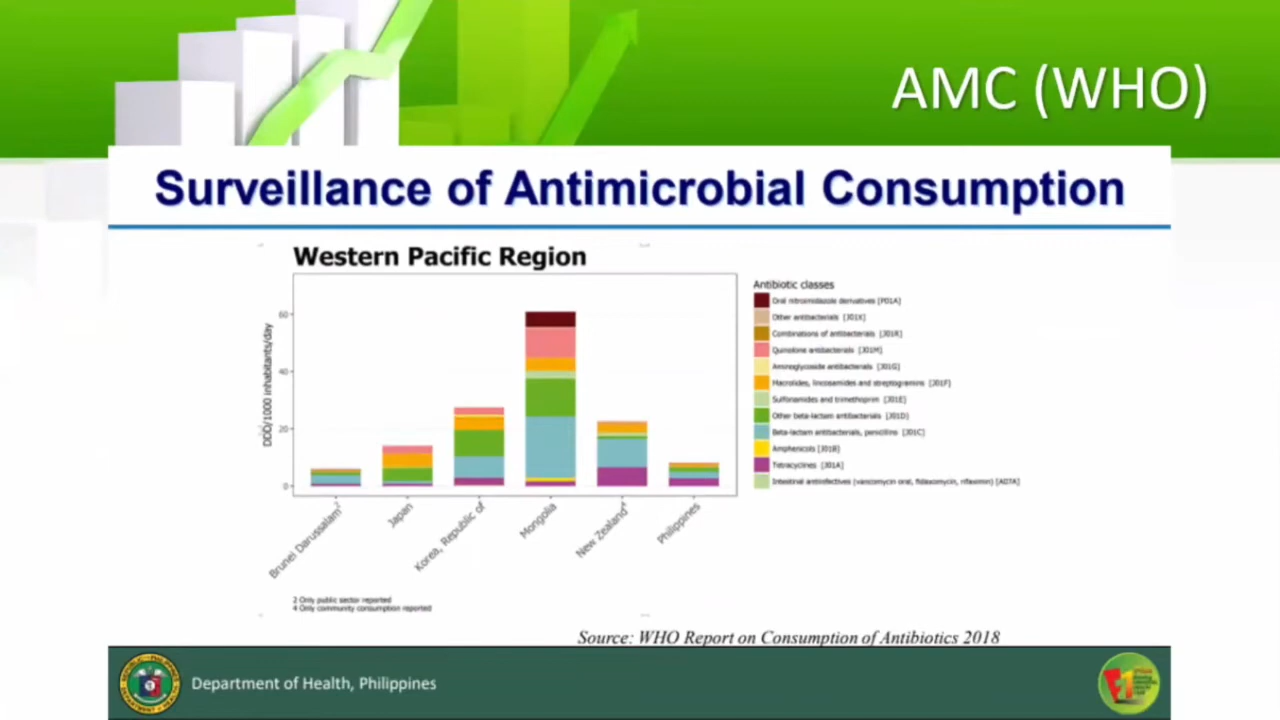 AMC (WHO)
Surveillance of Antimicrobial Consumption
Western Pacific Region
DDD/1000 inhabitants/day
60
40
20
0
Brunei Darussalam2
Japan
Korea, Republic of
Mongolia
New Zealand4
Philippines
Antibiotic classes
Oral nitroimidazole derivatives [P01A]
Other antibacterials [J01X]
Combinations of antibacterials [J01R]
Quinolone antibacterials [J01M]
Aminoglycoside antibacterials [J01G]
Macrolides, lincosamides and streptogramins [J01F]
Sulfonamides and trimethoprim [J01E]
Other beta-lactam antibacterials [J01D]
Beta-lactam antibacterials, penicillins [J01C]
Amphenicols [J01B]
Tetracyclines [J01A]
Intestinal antiinfectives (vancomycin oral, fidaxomycin, rifaximin) [A07A]
2 Only public sector reported
4 Only community consumption reported
Source: WHO Report on Consumption of Antibiotics 2018
Department of Health, Philippines